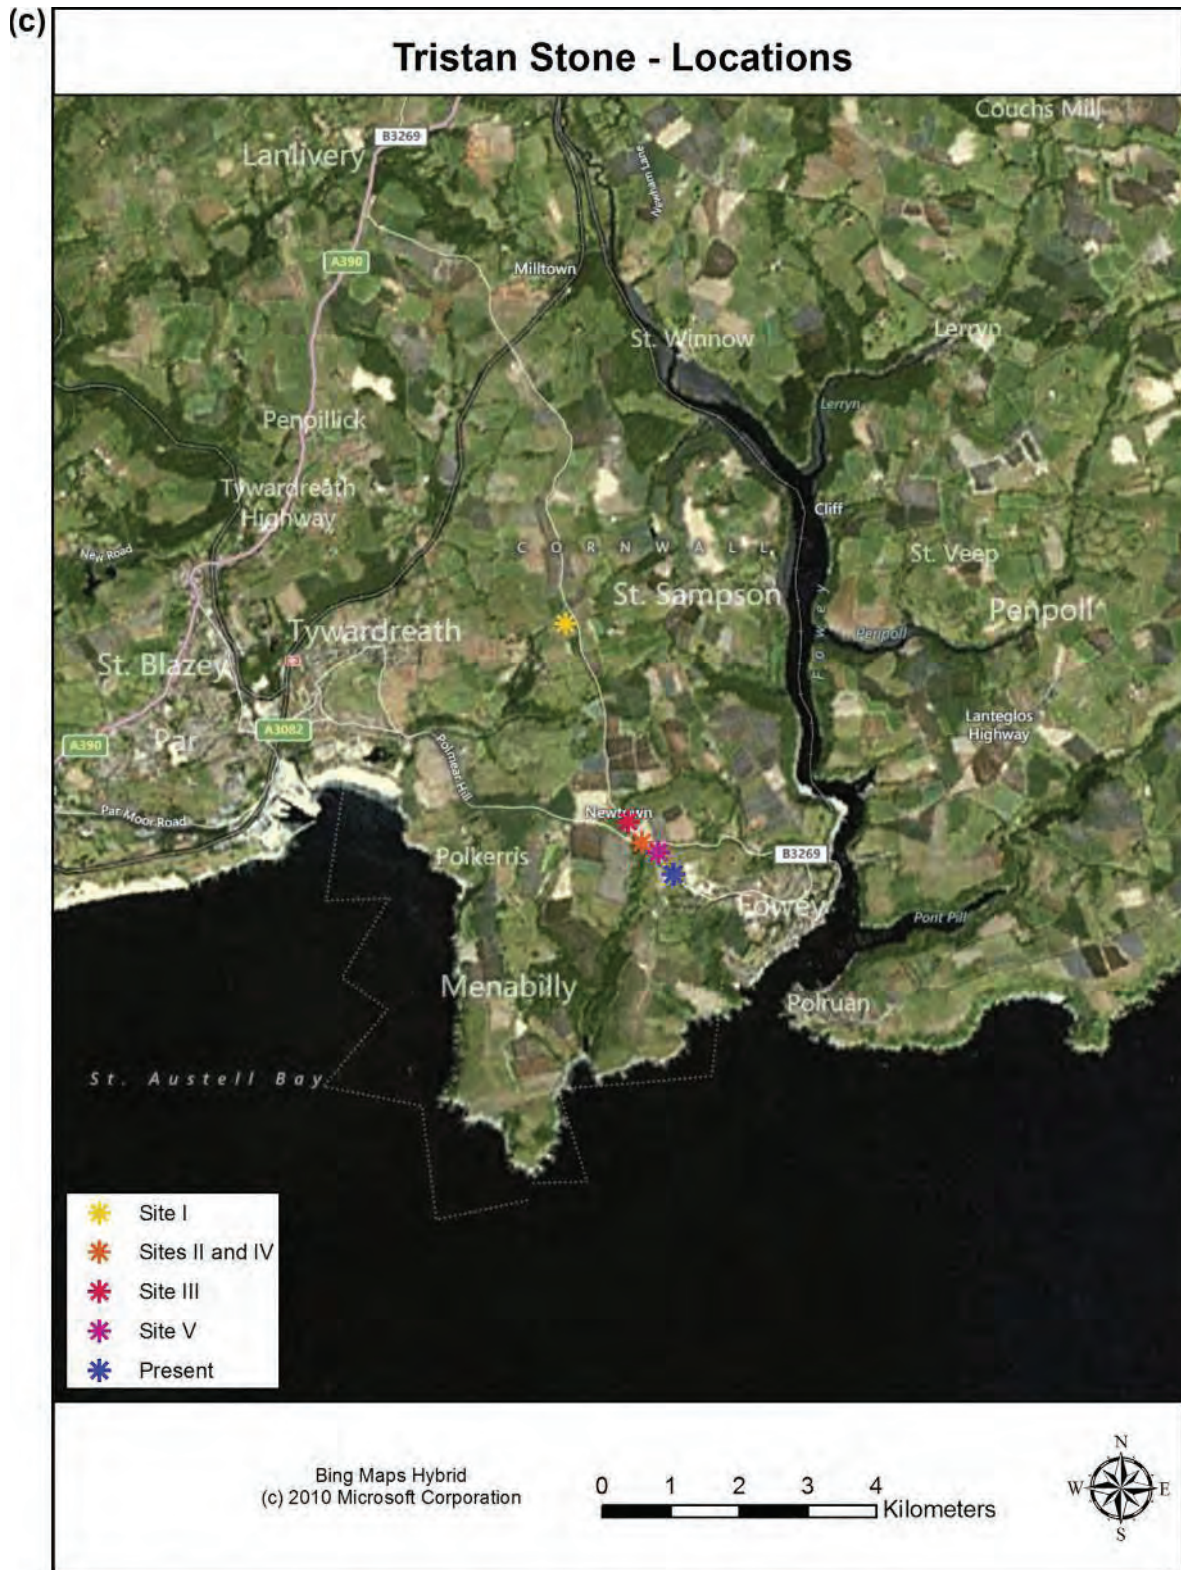 (c)
Tristan Stone - Locations
Couchs Mill
B3269
Lanlivery
Newham Lane
A390
Milltown
St. Winnow
Lerryn
Lerryn
Penpillick
Tywardreath
Highway
Cliff
New Road
CORNWALL
St. Veep
St. Sampson
Penpoll
Tywardreath
Fowey
Penpoll
St. Blazey
Lanteglos
Highway
A3082
Par
A390
Polmear Hill
Par Moor Road
Newtown
Polkerris
B3269
Fowey
Pont Pill
Menabilly
Polruan
St. Austell Bay
Site I
Sites II and IV
Site III
Site V
Present
Bing Maps Hybrid
(c) 2010 Microsoft Corporation
0 1 2 3 4
Kilometers
N
W E
S